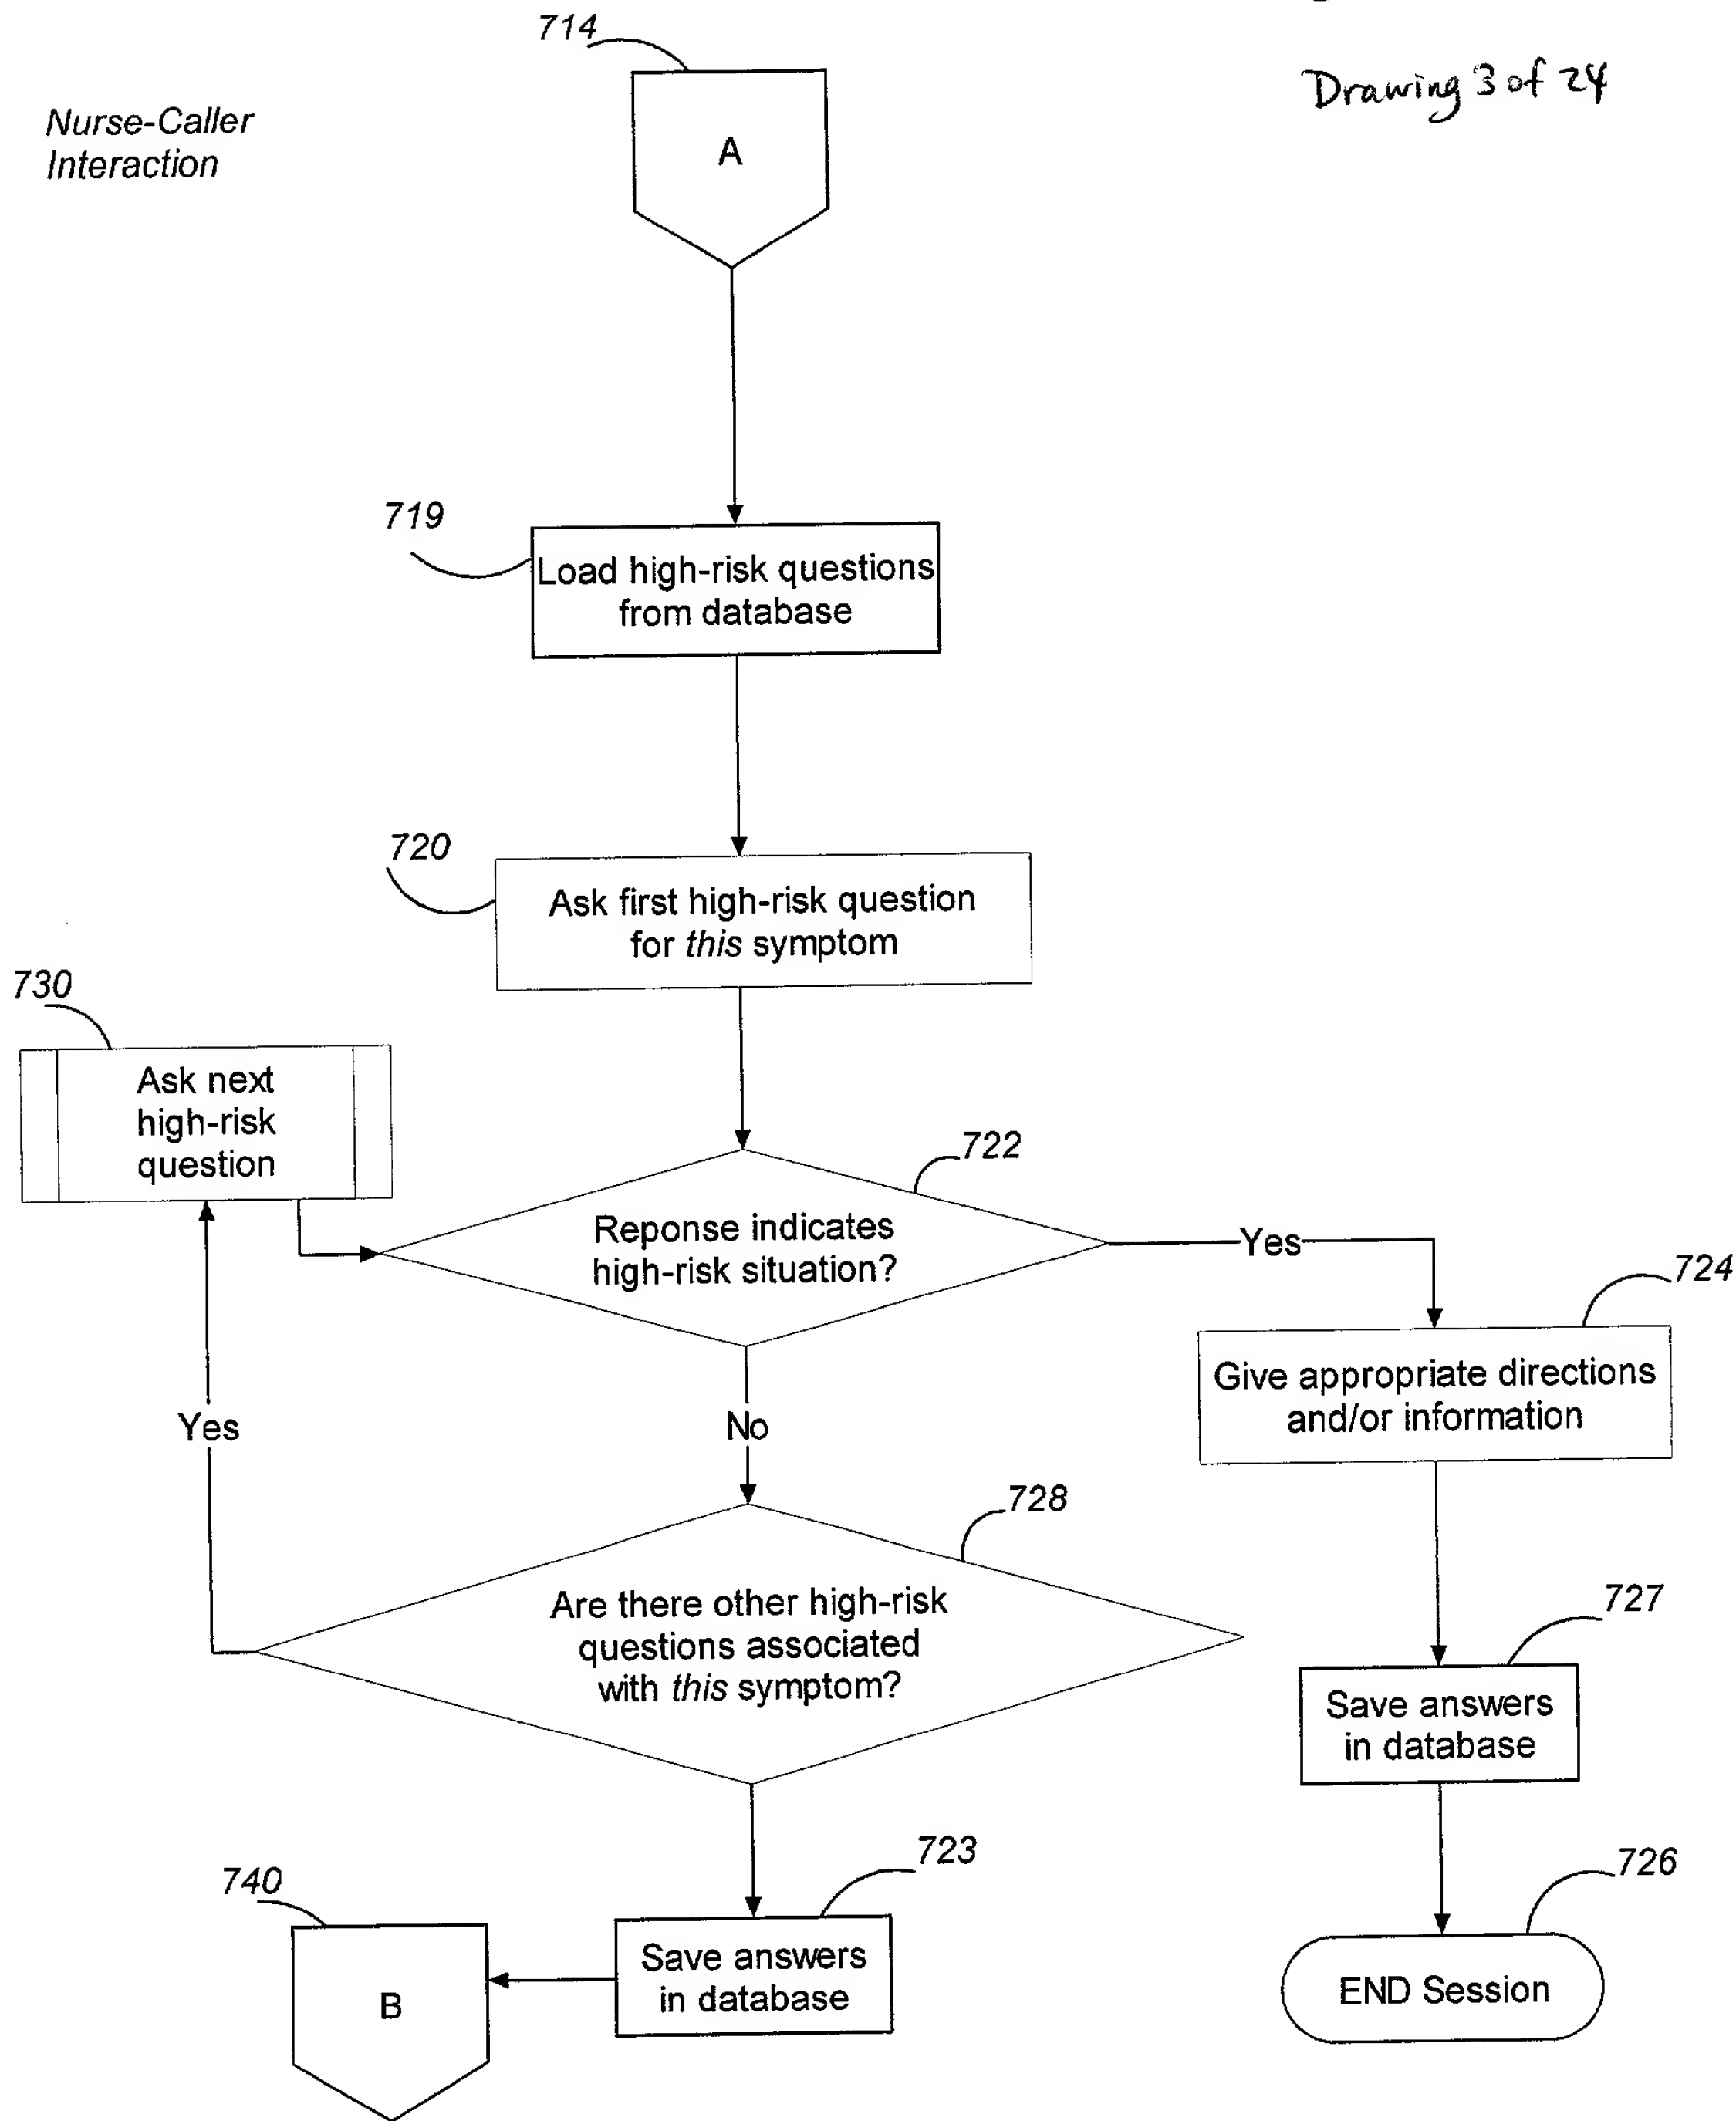 714
Drawing 3 of 24
Nurse-Caller
Interaction
A
719
Load high-risk questions
from database
720
Ask first high-risk question
for this symptom
730
Ask next
high-risk
question
722
Reponse indicates
high-risk situation?
Yes
724
Give appropriate directions
and/or information
Yes
No
728
Are there other high-risk
questions associated
with this symptom?
727
Save answers
in database
723
Save answers
in database
740
B
726
END Session